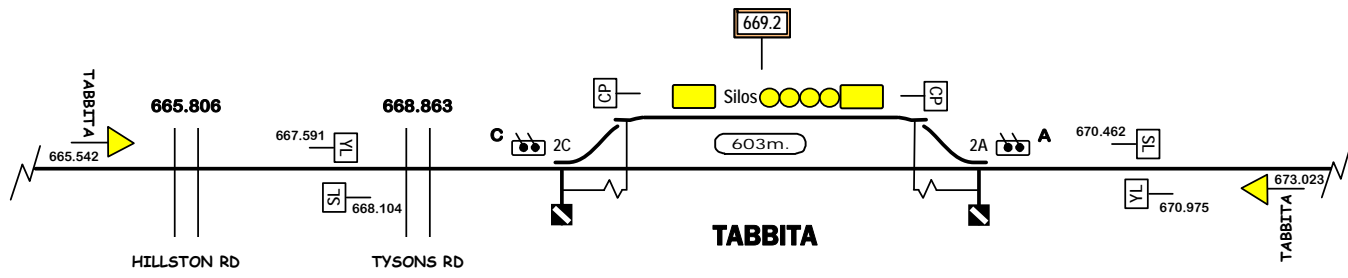 669.2
TABBITA
665.806
668.863
CP
Silos
CP
667.591
YL
C
2C
603m.
2A
A
670.462
SL
665.542
SL
668.104
YL
670.975
673.023
TABBITA
TABBITA
HILLSTON RD
TYSONS RD